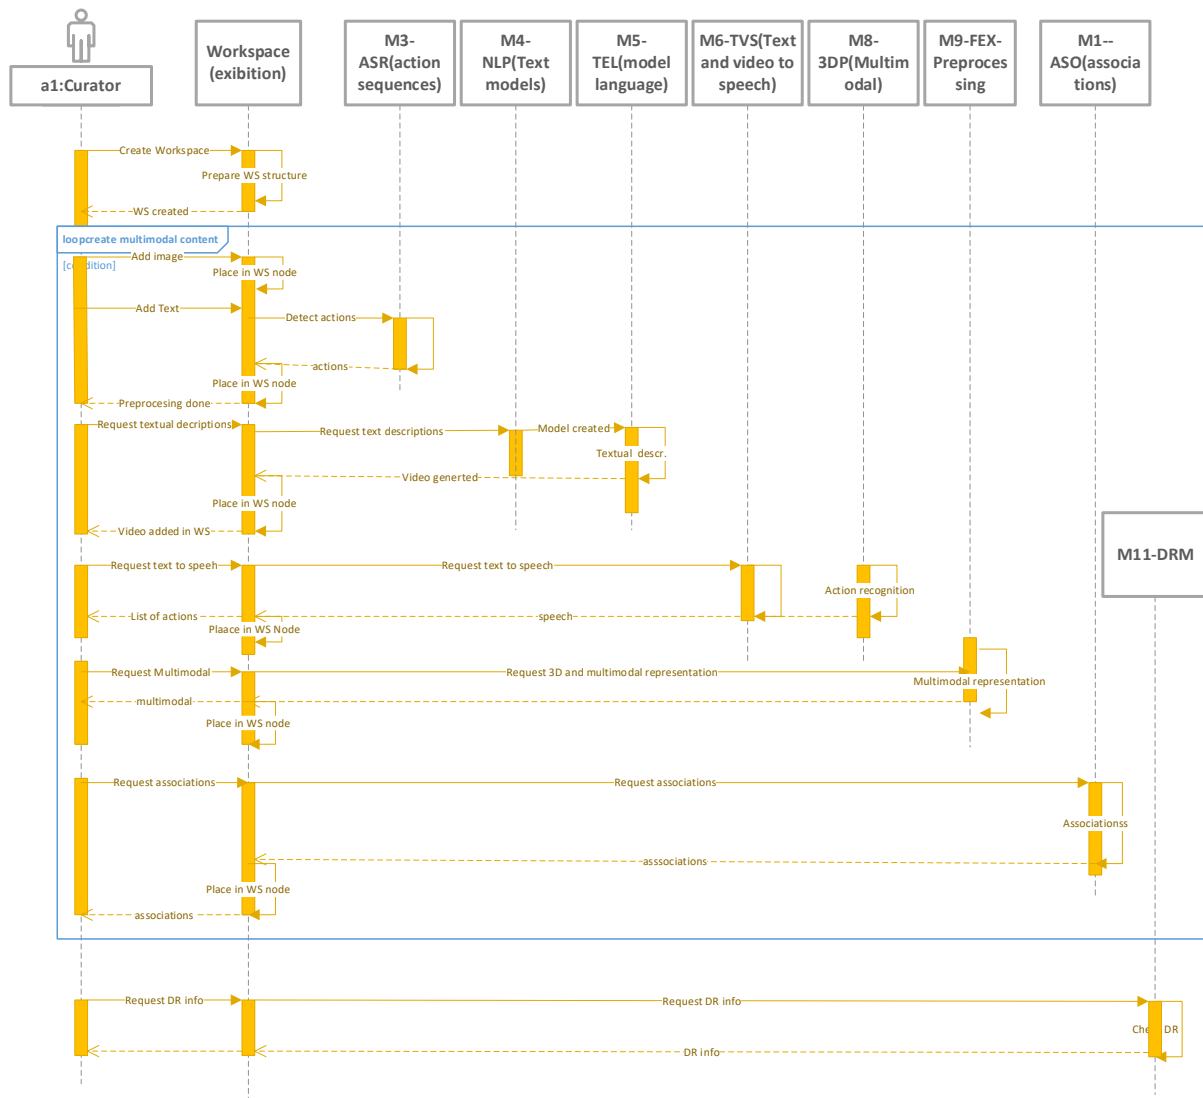 a1:Curator
Workspace
(exibition)
M3-
ASR(action
sequences)
M4-
NLP(Text
models)
M5-
TEL(model
language)
M6-TVS(Text
and video to
speech)
M8-
3DP(Multim
odal)
M9-FEX-
Preproces
sing
M1--
ASO(associa
tions)
Create Workspace
Prepare WS structure
WS created
loopcreate multimodal content
[condition]
Add image
Place in WS node
Add Text
Detect actions
actions
Place in WS node
Preprocesing done
Request textual decriptions
Request text descriptions
Model created
Textual descr.
Video generted
Place in WS node
Video added in WS
M11-DRM
Request text to speeh
Request text to speech
Action recognition
List of actions
speech
Plaace in WS Node
Request Multimodal
Request 3D and multimodal representation
Multimodal representation
multimodal
Place in WS node
Request associations
Request associations
Associationss
asssociations
Place in WS node
associations
Request DR info
Request DR info
Check DR
DR info